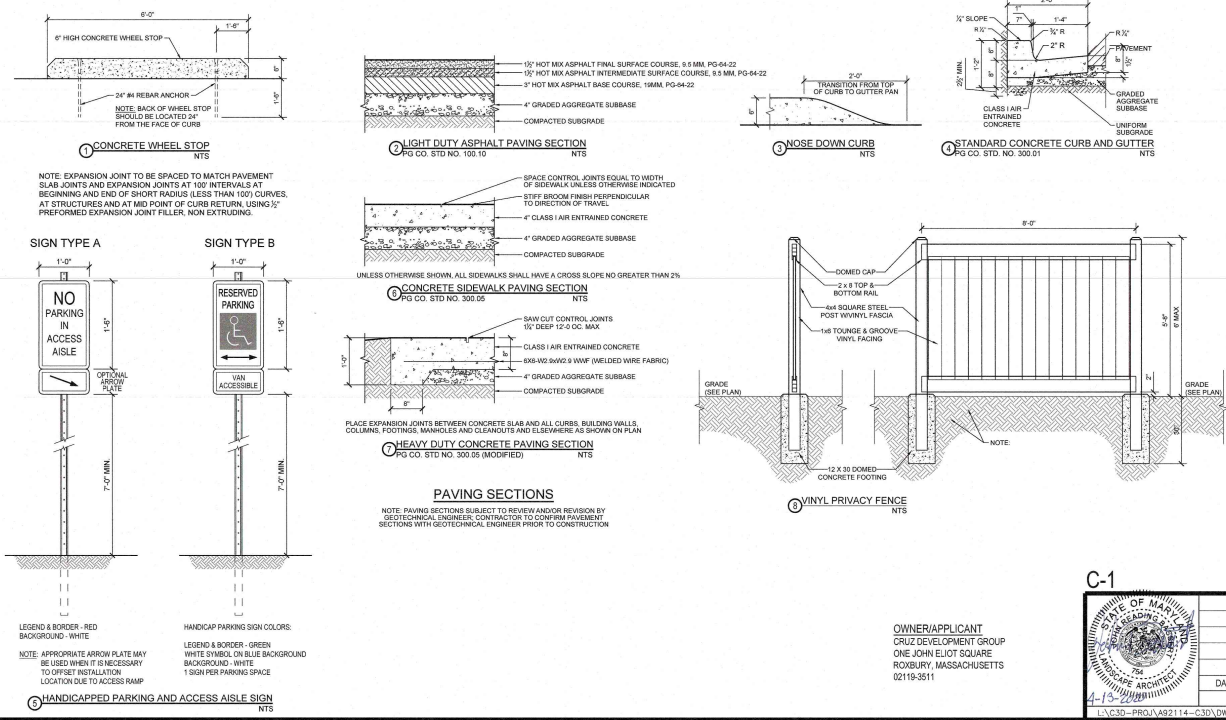 6'-0"
1'-6"
6" HIGH CONCRETE WHEEL STOP
6"
1'-6"
24" #4 REBAR ANCHOR
NOTE: BACK OF WHEEL STOP
SHOULD BE LOCATED 24"
FROM THE FACE OF CURB
1 CONCRETE WHEEL STOP
NTS
NOTE: EXPANSION JOINT TO BE SPACED TO MATCH PAVEMENT
SLAB JOINTS AND EXPANSION JOINTS AT 100' INTERVALS AT
BEGINNING AND END OF SHORT RADIUS (LESS THAN 100') CURVES,
AT STRUCTURES AND AT MID POINT OF CURB RETURN, USING ½"
PREFORMED EXPANSION JOINT FILLER, NON EXTRUDING.
1½" HOT MIX ASPHALT FINAL SURFACE COURSE, 9.5 MM, PG-64-22
1½" HOT MIX ASPHALT INTERMEDIATE SURFACE COURSE, 9.5 MM, PG-64-22
3" HOT MIX ASPHALT BASE COURSE, 19MM, PG-64-22
4" GRADED AGGREGATE SUBBASE
COMPACTED SUBGRADE
2 LIGHT DUTY ASPHALT PAVING SECTION
PG CO. STD NO. 100.10 NTS
2'-0"
TRANSITION FROM TOP
OF CURB TO GUTTER PAN
6"
3 NOSE DOWN CURB
NTS
2'-0"
1"
7"
1'-4"
¼" SLOPE
R ½"
¾" R
2" R
R ½"
PAVEMENT
2½" MIN.
1'-2"
6"
8"
8"
1½"
GRADED
AGGREGATE
SUBBASE
CLASS I AIR
ENTRAINED
CONCRETE
UNIFORM
SUBGRADE
4 STANDARD CONCRETE CURB AND GUTTER
PG CO. STD. NO. 300.01 NTS
SIGN TYPE A
1'-0"
NO
PARKING
IN
ACCESS
AISLE
1'-6"
OPTIONAL
ARROW
PLATE
7'-0" MIN.
LEGEND & BORDER - RED
BACKGROUND - WHITE
NOTE: APPROPRIATE ARROW PLATE MAY
BE USED WHEN IT IS NECESSARY
TO OFFSET INSTALLATION
LOCATION DUE TO ACCESS RAMP
SIGN TYPE B
1'-0"
RESERVED
PARKING
1'-6"
VAN
ACCESSIBLE
7'-0" MIN.
HANDICAP PARKING SIGN COLORS:
LEGEND & BORDER - GREEN
WHITE SYMBOL ON BLUE BACKGROUND
BACKGROUND - WHITE
1 SIGN PER PARKING SPACE
5 HANDICAPPED PARKING AND ACCESS AISLE SIGN
NTS
SPACE CONTROL JOINTS EQUAL TO WIDTH
OF SIDEWALK UNLESS OTHERWISE INDICATED
STIFF BROOM FINISH PERPENDICULAR
TO DIRECTION OF TRAVEL
4" CLASS I AIR ENTRAINED CONCRETE
4" GRADED AGGREGATE SUBBASE
COMPACTED SUBGRADE
UNLESS OTHERWISE SHOWN, ALL SIDEWALKS SHALL HAVE A CROSS SLOPE NO GREATER THAN 2%
6 CONCRETE SIDEWALK PAVING SECTION
PG CO. STD NO. 300.05 NTS
SAW CUT CONTROL JOINTS
1½" DEEP 12'-0 OC. MAX
CLASS I AIR ENTRAINED CONCRETE
6X6-W2.9xW2.9 WWF (WELDED WIRE FABRIC)
4" GRADED AGGREGATE SUBBASE
COMPACTED SUBGRADE
1'-0"
8"
8"
PLACE EXPANSION JOINTS BETWEEN CONCRETE SLAB AND ALL CURBS, BUILDING WALLS,
COLUMNS, FOOTINGS, MANHOLES AND CLEANOUTS AND ELSEWHERE AS SHOWN ON PLAN
7 HEAVY DUTY CONCRETE PAVING SECTION
PG CO. STD NO. 300.05 (MODIFIED) NTS
PAVING SECTIONS
NOTE: PAVING SECTIONS SUBJECT TO REVIEW AND/OR REVISION BY
GEOTECHNICAL ENGINEER; CONTRACTOR TO CONFIRM PAVEMENT
SECTIONS WITH GEOTECHNICAL ENGINEER PRIOR TO CONSTRUCTION
8'-0"
DOMED CAP
2 x 8 TOP &
BOTTOM RAIL
4x4 SQUARE STEEL
POST W/VINYL FASCIA
1x6 TOUNGE & GROOVE
VINYL FACING
5'-8"
6' MAX
2"
30"
GRADE
(SEE PLAN)
GRADE
(SEE PLAN)
NOTE:
12 X 30 DOMED
CONCRETE FOOTING
8 VINYL PRIVACY FENCE
NTS
OWNER/APPLICANT
CRUZ DEVELOPMENT GROUP
ONE JOHN ELIOT SQUARE
ROXBURY, MASSACHUSETTS
02119-3511
C-1
STATE OF MARYLAND
READING
754
LANDSCAPE ARCHITECT
DA
L:\C3D-PROJ\A92114-C3D\DW